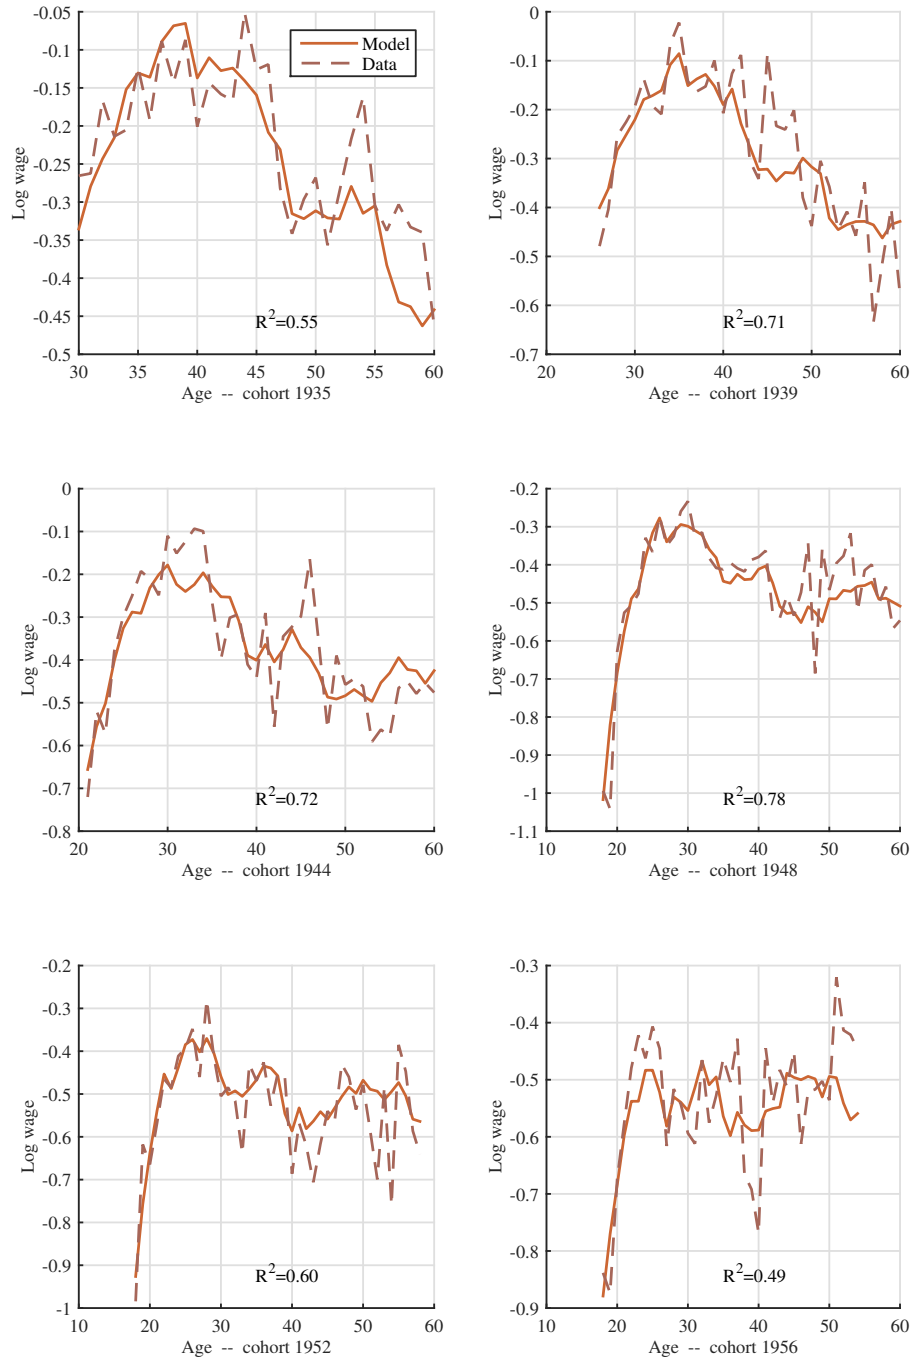 -0.05
-0.1
-0.15
-0.2
-0.25
-0.3
-0.35
-0.4
-0.45
-0.5
Log wage
Model
Data
R²=0.55
30 35 40 45 50 55 60
Age -- cohort 1935
0
-0.1
-0.2
-0.3
-0.4
-0.5
-0.6
-0.7
Log wage
R²=0.71
20 30 40 50 60
Age -- cohort 1939
0
-0.1
-0.2
-0.3
-0.4
-0.5
-0.6
-0.7
-0.8
Log wage
R²=0.72
20 30 40 50 60
Age -- cohort 1944
-0.2
-0.3
-0.4
-0.5
-0.6
-0.7
-0.8
-0.9
-1
-1.1
Log wage
R²=0.78
10 20 30 40 50 60
Age -- cohort 1948
-0.2
-0.3
-0.4
-0.5
-0.6
-0.7
-0.8
-0.9
-1
Log wage
R²=0.60
10 20 30 40 50 60
Age -- cohort 1952
-0.3
-0.4
-0.5
-0.6
-0.7
-0.8
-0.9
Log wage
R²=0.49
10 20 30 40 50 60
Age -- cohort 1956